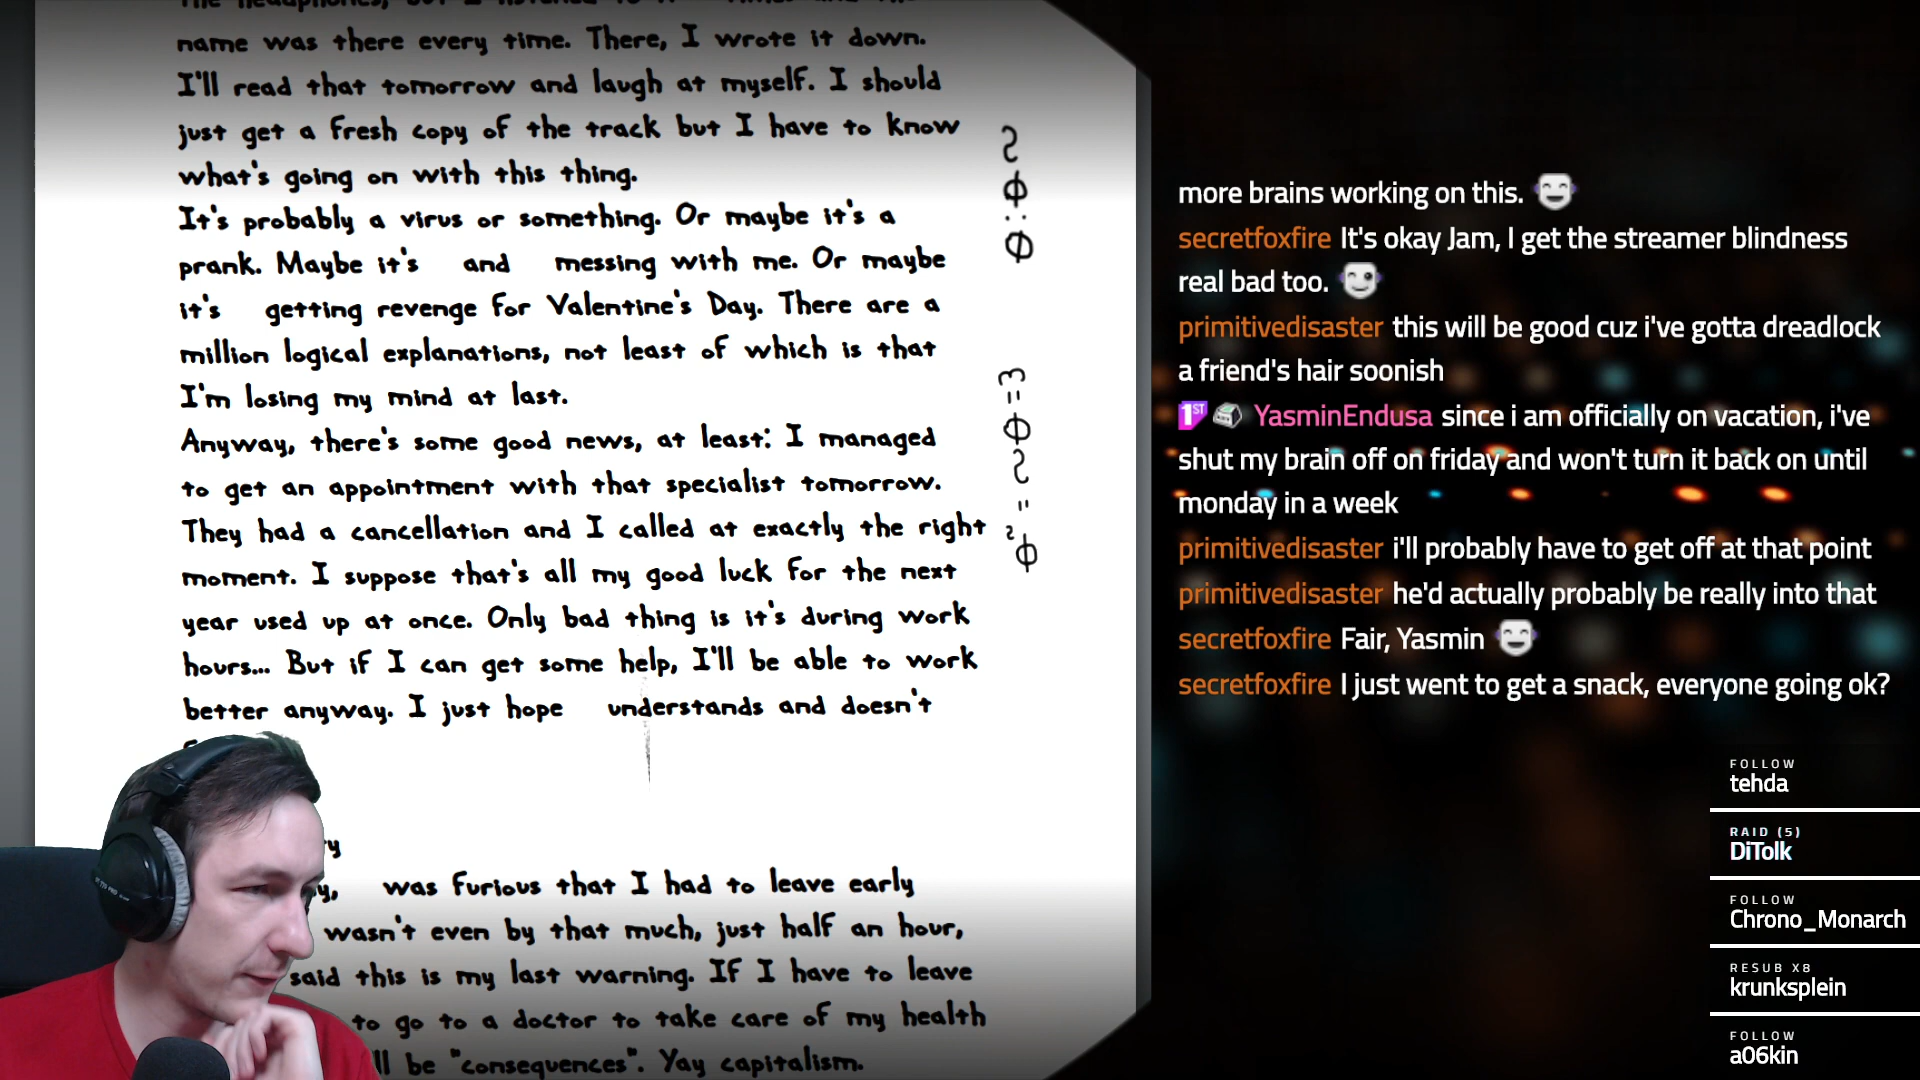 name was there every time. There, I wrote it down.
I'll read that tomorrow and laugh at myself. I should
just get a fresh copy of the track but I have to know
what's going on with this thing.
It's probably a virus or something. Or maybe it's a
prank. Maybe it's and messing with me. Or maybe
it's getting revenge for Valentine's Day. There are a
million logical explanations, not least of which is that
I'm losing my mind at last.
Anyway, there's some good news, at least: I managed
to get an appointment with that specialist tomorrow.
They had a cancellation and I called at exactly the right
moment. I suppose that's all my good luck for the next
year used up at once. Only bad thing is it's during work
hours... But if I can get some help, I'll be able to work
better anyway. I just hope understands and doesn't
was furious that I had to leave early
wasn't even by that much, just half an hour,
said this is my last warning. If I have to leave
to go to a doctor to take care of my health
be "consequences". Yay capitalism.
more brains working on this.
secretfoxfire It's okay Jam, I get the streamer blindness
real bad too.
primitivedisaster this will be good cuz i've gotta dreadlock
a friend's hair soonish
1ST YasminEndusa since i am officially on vacation, i've
shut my brain off on friday and won't turn it back on until
monday in a week
primitivedisaster i'll probably have to get off at that point
primitivedisaster he'd actually probably be really into that
secretfoxfire Fair, Yasmin
secretfoxfire I just went to get a snack, everyone going ok?
FOLLOW
tehda
RAID (5)
DiTolk
FOLLOW
Chrono_Monarch
RESUB X8
krunksplein
FOLLOW
a06kin